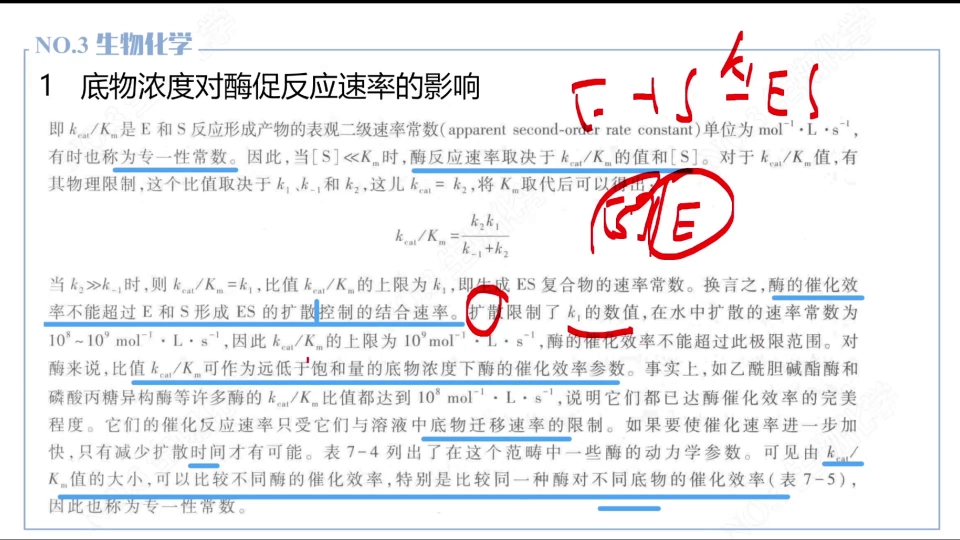 NO.3 生物化学
1 底物浓度对酶促反应速率的影响
E + S k₁ ES
即 kcat/Km是 E 和 S 反应形成产物的表观二级速率常数(apparent second-order rate constant)单位为 mol⁻¹·L·s⁻¹,
有时也称为专一性常数。因此,当[S]≪Km时,酶反应速率取决于 kcat/Km的值和[S]。对于 kcat/Km值,有
其物理限制,这个比值取决于 k₁、k₋₁和 k₂,这儿 kcat = k₂,将 Km取代后可以得出:
[S] E
kcat/Km = k₂k₁/(k₋₁+k₂)
当 k₂≫k₋₁时,则 kcat/Km=k₁,比值 kcat/Km的上限为 k₁,即生成 ES 复合物的速率常数。换言之,酶的催化效
率不能超过 E 和 S 形成 ES 的扩散控制的结合速率。扩散限制了 k₁的数值,在水中扩散的速率常数为
10⁸~10⁹ mol⁻¹·L·s⁻¹,因此 kcat/Km的上限为 10⁹mol⁻¹·L·s⁻¹,酶的催化效率不能超过此极限范围。对
酶来说,比值 kcat/Km可作为远低于饱和量的底物浓度下酶的催化效率参数。事实上,如乙酰胆碱酯酶和
磷酸丙糖异构酶等许多酶的 kcat/Km比值都达到 10⁸ mol⁻¹·L·s⁻¹,说明它们都已达酶催化效率的完美
程度。它们的催化反应速率只受它们与溶液中底物迁移速率的限制。如果要使催化速率进一步加
快,只有减少扩散时间才有可能。表 7-4 列出了在这个范畴中一些酶的动力学参数。可见由 kcat/
Km值的大小,可以比较不同酶的催化效率,特别是比较同一种酶对不同底物的催化效率(表 7-5),
因此也称为专一性常数。